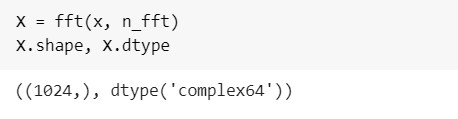 X = fft(x, n_fft)
X.shape, X.dtype
((1024,), dtype('complex64'))